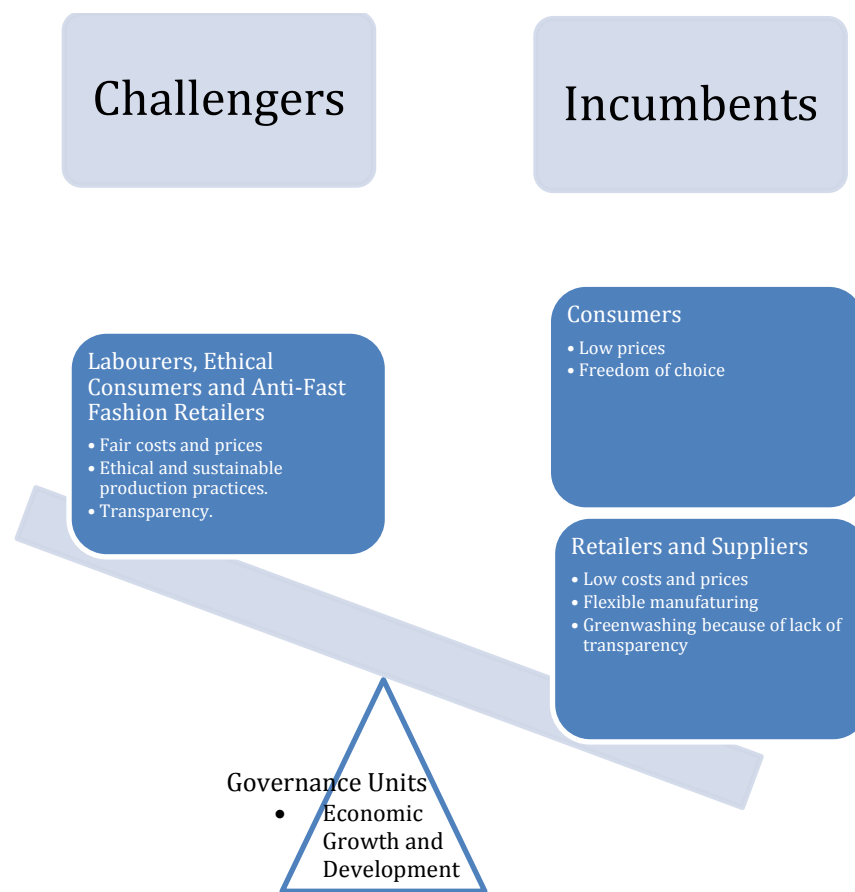 Challengers
Incumbents
Labourers, Ethical
Consumers and Anti-Fast
Fashion Retailers
• Fair costs and prices
• Ethical and sustainable
production practices.
• Transparency.
Consumers
• Low prices
• Freedom of choice
Retailers and Suppliers
• Low costs and prices
• Flexible manufaturing
• Greenwashing because of lack of
transparency
Governance Units
• Economic
Growth and
Development